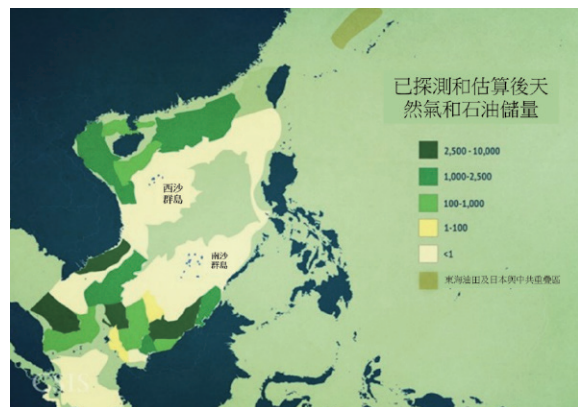 已探測和估算後天
然氣和石油儲量
2,500 - 10,000
1,000-2,500
100-1,000
1-100
<1
東海油田及日本與中共重疊區
西沙
群島
南沙
群島
CSIS